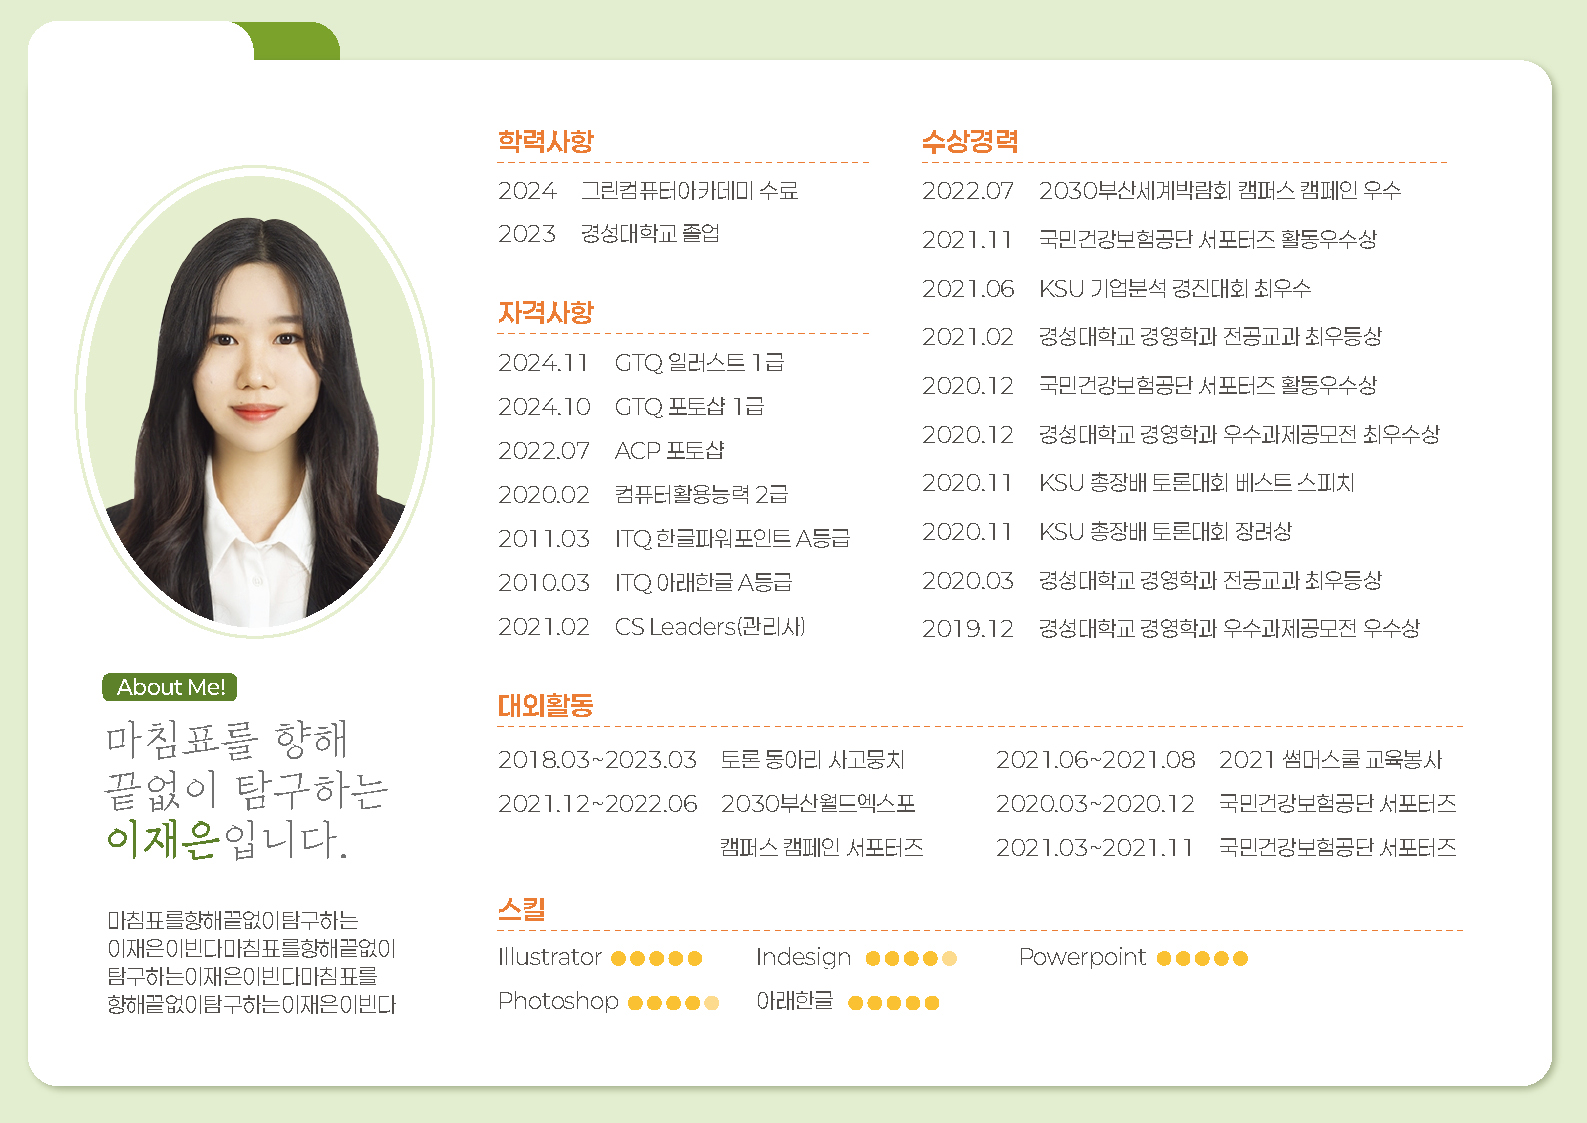 학력사항
2024 그린컴퓨터아카데미 수료
2023 경성대학교 졸업
자격사항
2024.11 GTQ 일러스트 1급
2024.10 GTQ 포토샵 1급
2022.07 ACP 포토샵
2020.02 컴퓨터활용능력 2급
2011.03 ITQ 한글파워포인트 A등급
2010.03 ITQ 아래한글 A등급
2021.02 CS Leaders(관리사)
수상경력
2022.07 2030부산세계박람회 캠퍼스 캠페인 우수
2021.11 국민건강보험공단 서포터즈 활동우수상
2021.06 KSU 기업분석 경진대회 최우수
2021.02 경성대학교 경영학과 전공교과 최우등상
2020.12 국민건강보험공단 서포터즈 활동우수상
2020.12 경성대학교 경영학과 우수과제공모전 최우수상
2020.11 KSU 총장배 토론대회 베스트 스피치
2020.11 KSU 총장배 토론대회 장려상
2020.03 경성대학교 경영학과 전공교과 최우등상
2019.12 경성대학교 경영학과 우수과제공모전 우수상
About Me!
마침표를 향해
끝없이 탐구하는
이재은입니다.
마침표를향해끝없이탐구하는
이재은이빈다마침표를향해끝없이
탐구하는이재은이빈다마침표를
향해끝없이탐구하는이재은이빈다
대외활동
2018.03~2023.03 토론 동아리 사고뭉치
2021.12~2022.06 2030부산월드엑스포
캠퍼스 캠페인 서포터즈
2021.06~2021.08 2021 썸머스쿨 교육봉사
2020.03~2020.12 국민건강보험공단 서포터즈
2021.03~2021.11 국민건강보험공단 서포터즈
스킬
Illustrator Indesign Powerpoint
Photoshop 아래한글